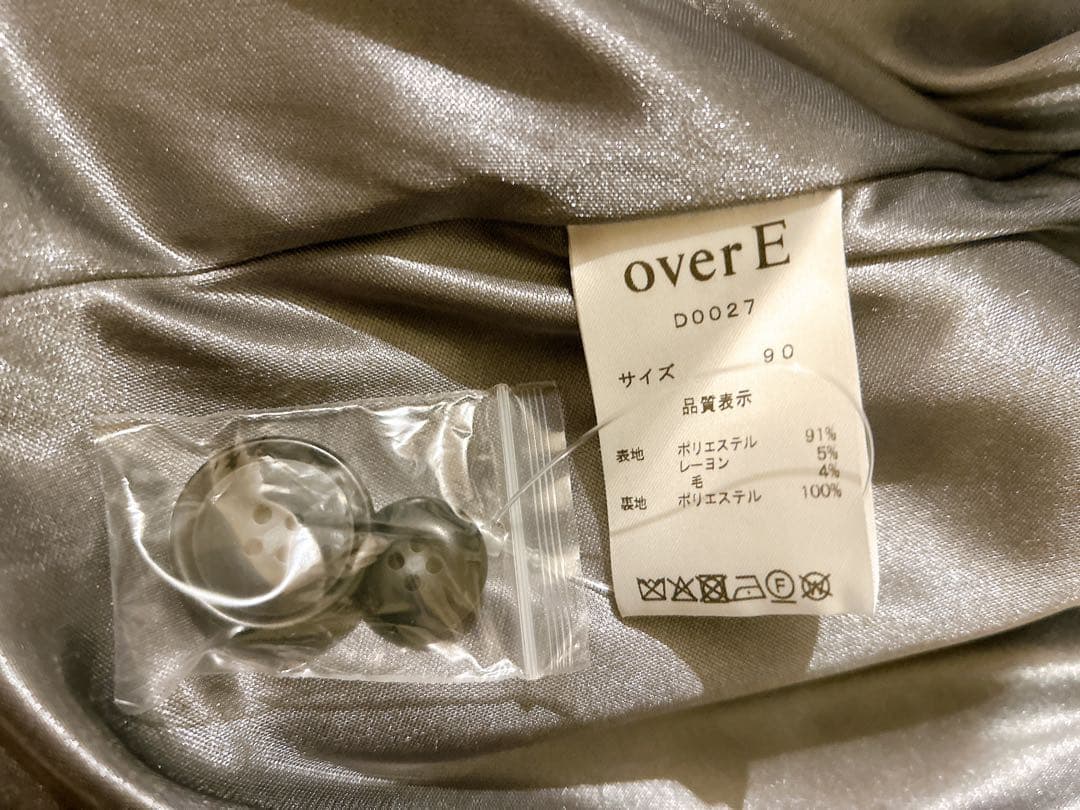 over E
D0027
サイズ 90
品質表示
表地 ポリエステル 91%
レーヨン 5%
毛 4%
裏地 ポリエステル 100%
F
W